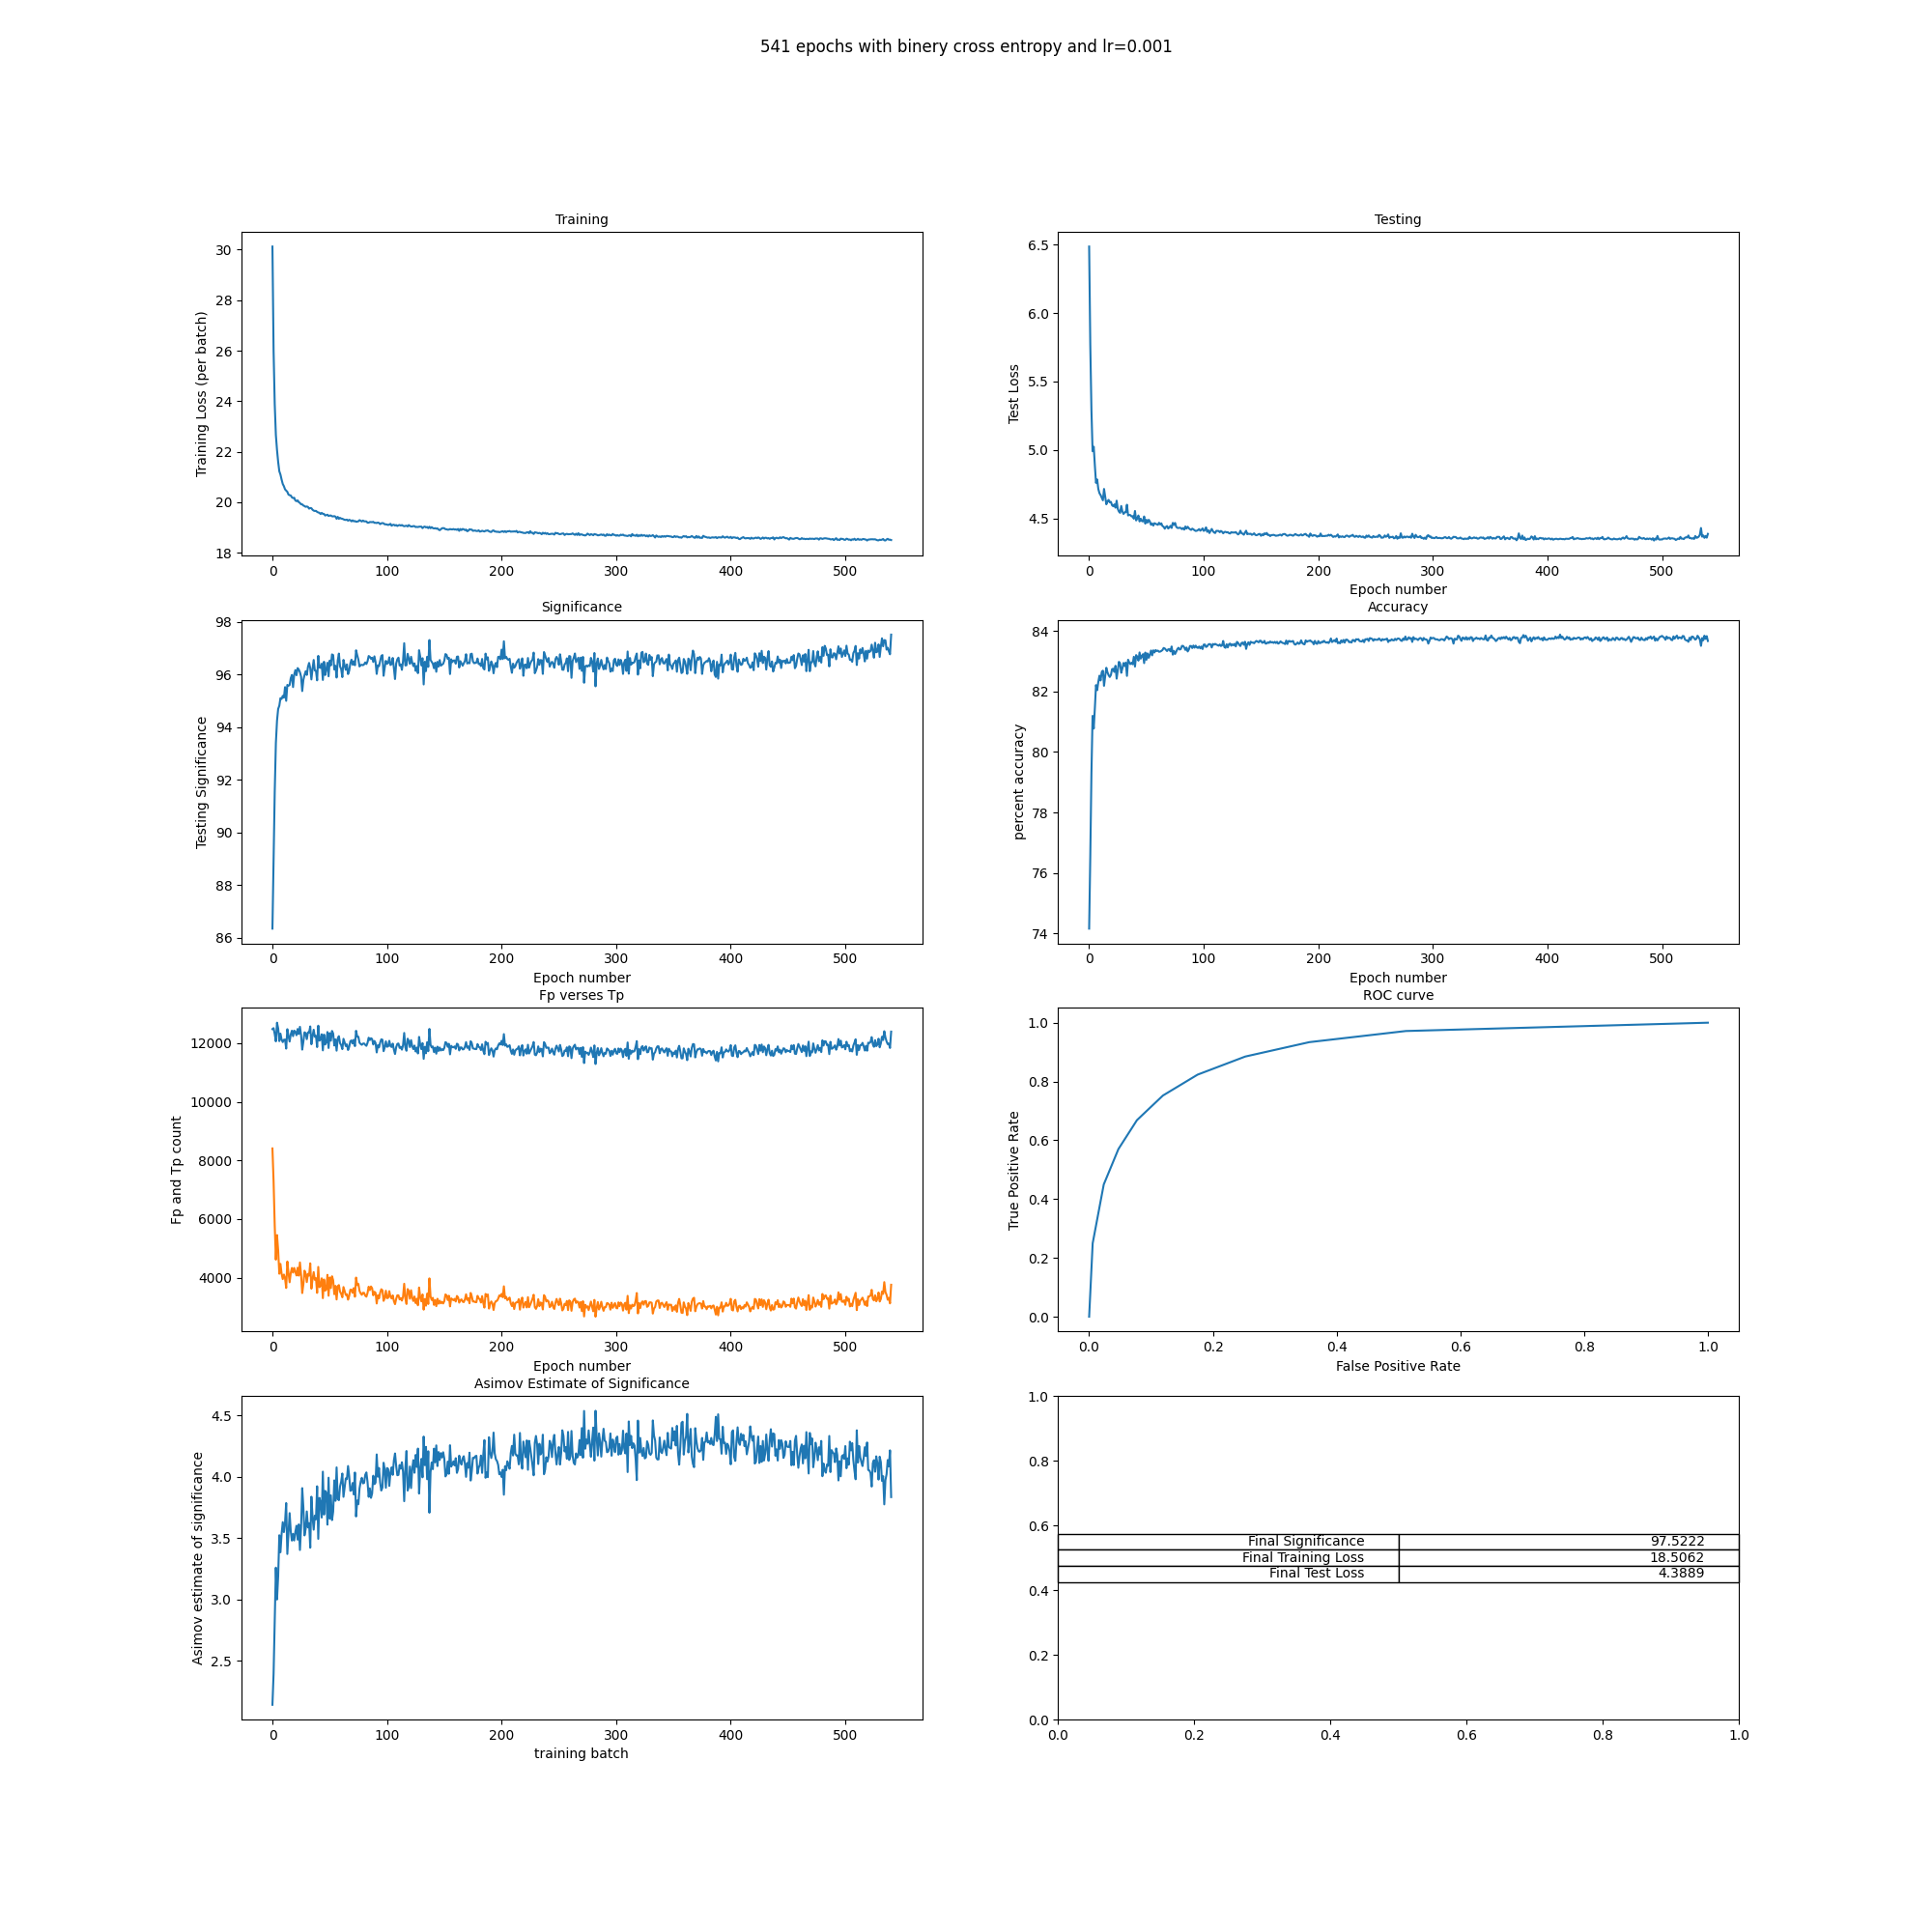 541 epochs with binery cross entropy and lr=0.001
Training
Training Loss (per batch)
30
28
26
24
22
20
18
0 100 200 300 400 500
Testing
Test Loss
6.5
6.0
5.5
5.0
4.5
0 100 200 300 400 500
Epoch number
Significance
Testing Significance
98
96
94
92
90
88
86
0 100 200 300 400 500
Epoch number
Accuracy
percent accuracy
84
82
80
78
76
74
0 100 200 300 400 500
Epoch number
Fp verses Tp
Fp and Tp count
12000
10000
8000
6000
4000
0 100 200 300 400 500
Epoch number
ROC curve
True Positive Rate
1.0
0.8
0.6
0.4
0.2
0.0
0.0 0.2 0.4 0.6 0.8 1.0
False Positive Rate
Asimov Estimate of Significance
Asimov estimate of significance
4.5
4.0
3.5
3.0
2.5
0 100 200 300 400 500
training batch
1.0
0.8
0.6
Final Significance 97.5222
Final Training Loss 18.5062
Final Test Loss 4.3889
0.4
0.2
0.0
0.0 0.2 0.4 0.6 0.8 1.0